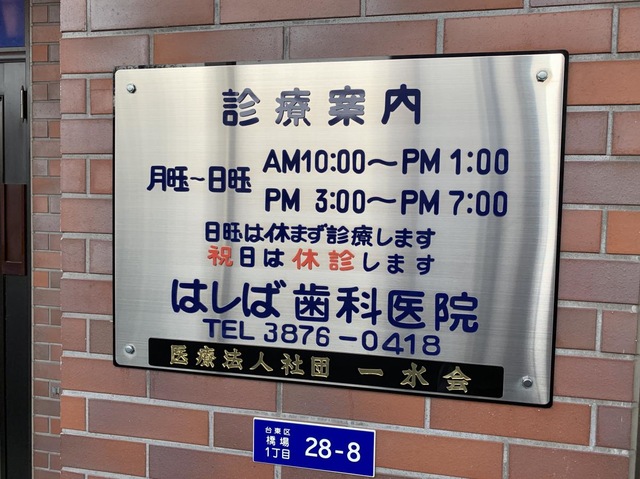 診療案内
月曜～日曜 AM10:00～PM 1:00
PM 3:00～PM 7:00
日曜は休まず診療します
祝日は休診します
はしば歯科医院
TEL 3876-0418
医療法人社団 一水会
台東区
橋場
1丁目 28-8